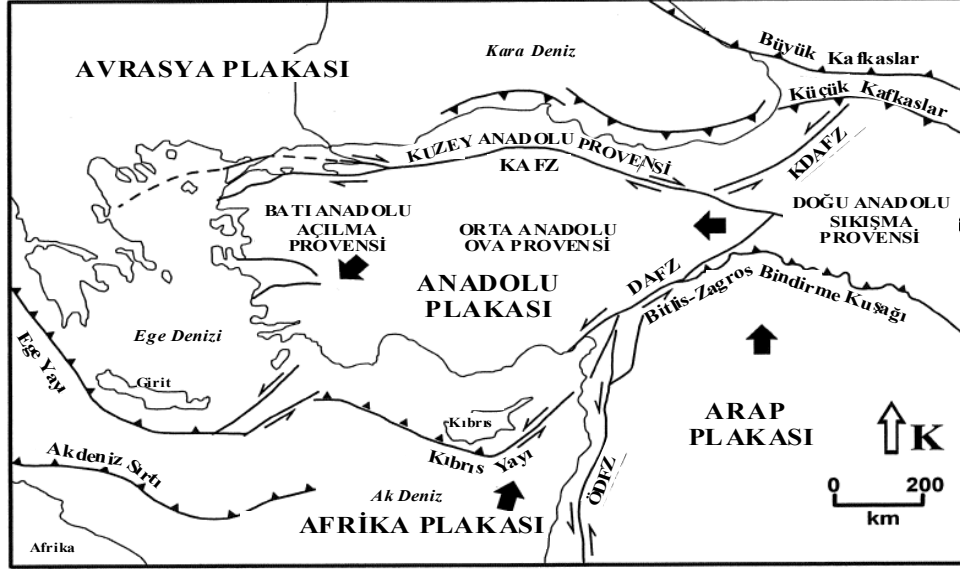 Kara Deniz
AVRASYA PLAKASI
Büyük Kafkaslar
Küçük Kafkaslar
KUZEY ANADOLU PROVENSİ
KAFZ
KDAFZ
BATI ANADOLU
AÇILMA
PROVENSİ
ORTA ANADOLU
OVA PROVENSİ
DOĞU ANADOLU
SIKIŞMA
PROVENSİ
ANADOLU
PLAKASI
DAFZ
Bitlis-Zagros Bindirme Kuşağı
Ege Denizi
Ege Yayı
Girit
Kıbrıs
Kıbrıs Yayı
ARAP
PLAKASI
K
Akdeniz Sırtı
Ak Deniz
ÖDFZ
AFRİKA PLAKASI
Afrika
0 200
km